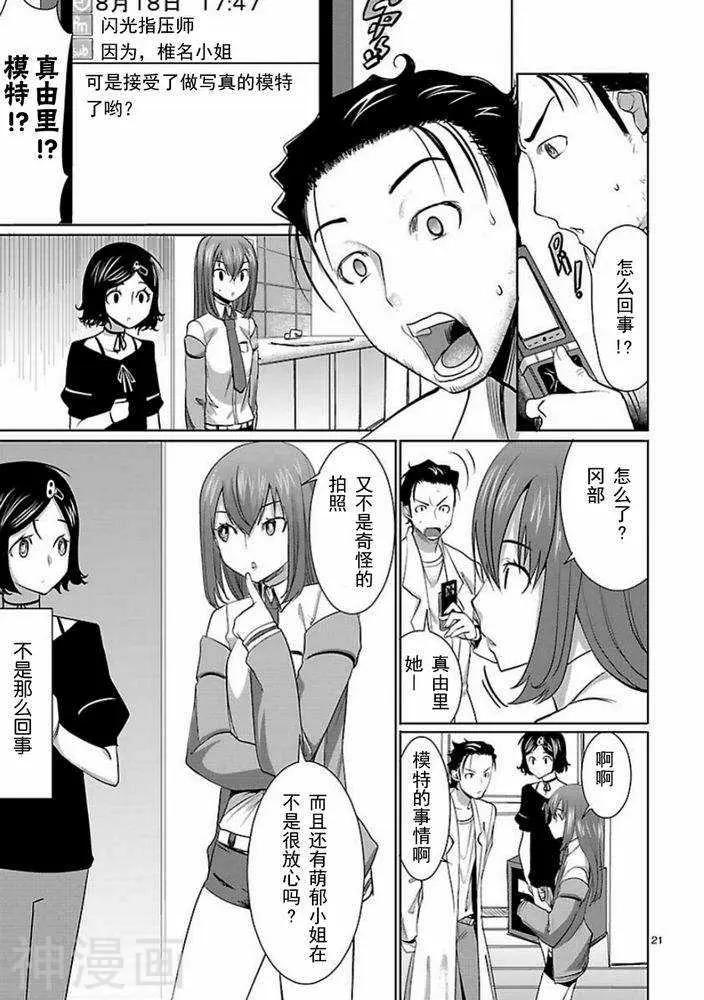 怎么回事!?
8月18日 17:47
闪光指压师
sub
因为，椎名小姐
可是接受了做写真的模特
了哟?
真由里!?
模特!?
怎么了?
冈部
真由里
她—
又不是奇怪的
拍照
不是那么回事
啊啊
模特的事情啊
而且还有萌郁小姐在
不是很放心吗?
21
神漫画